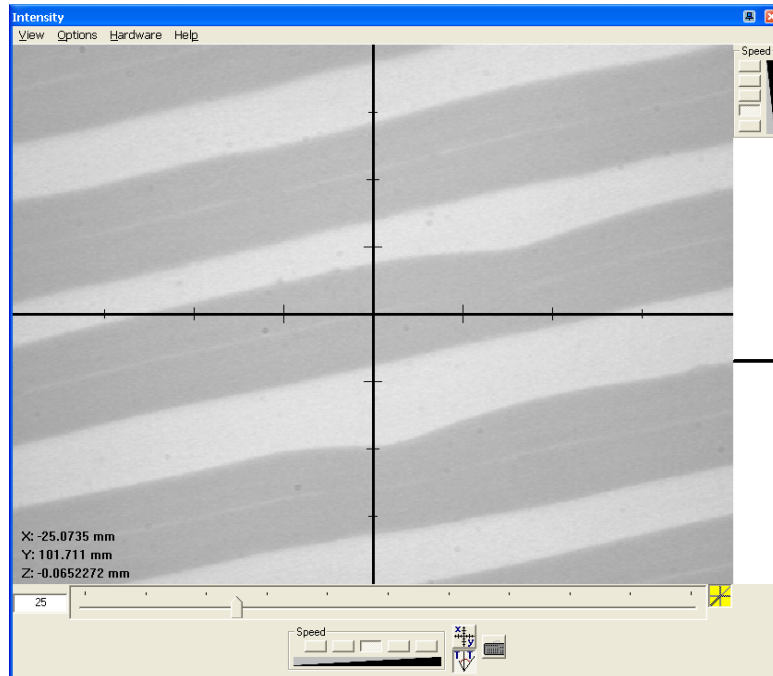 Intensity
View Options Hardware Help
Speed
X: -25.0735 mm
Y: 101.711 mm
Z: -0.0652272 mm
25
Speed
x
y
T T